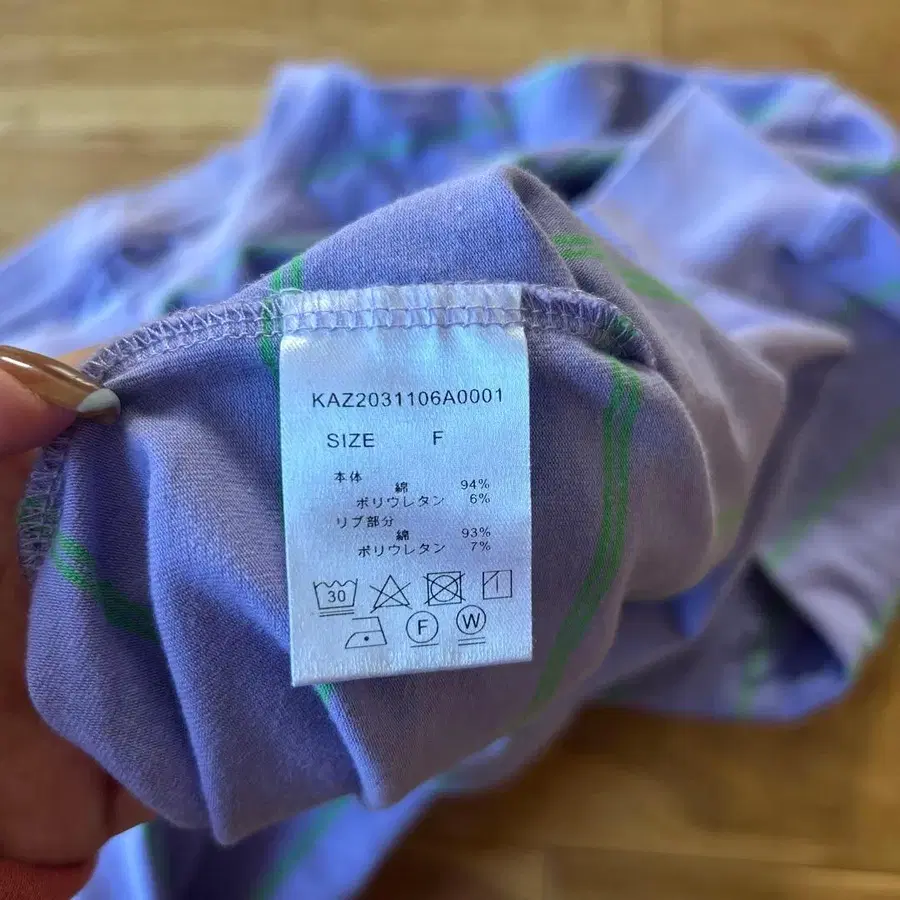 KAZ2031106A0001
SIZE F
本体
綿 94%
ポリウレタン 6%
リブ部分
綿 93%
ポリウレタン 7%
30
F W